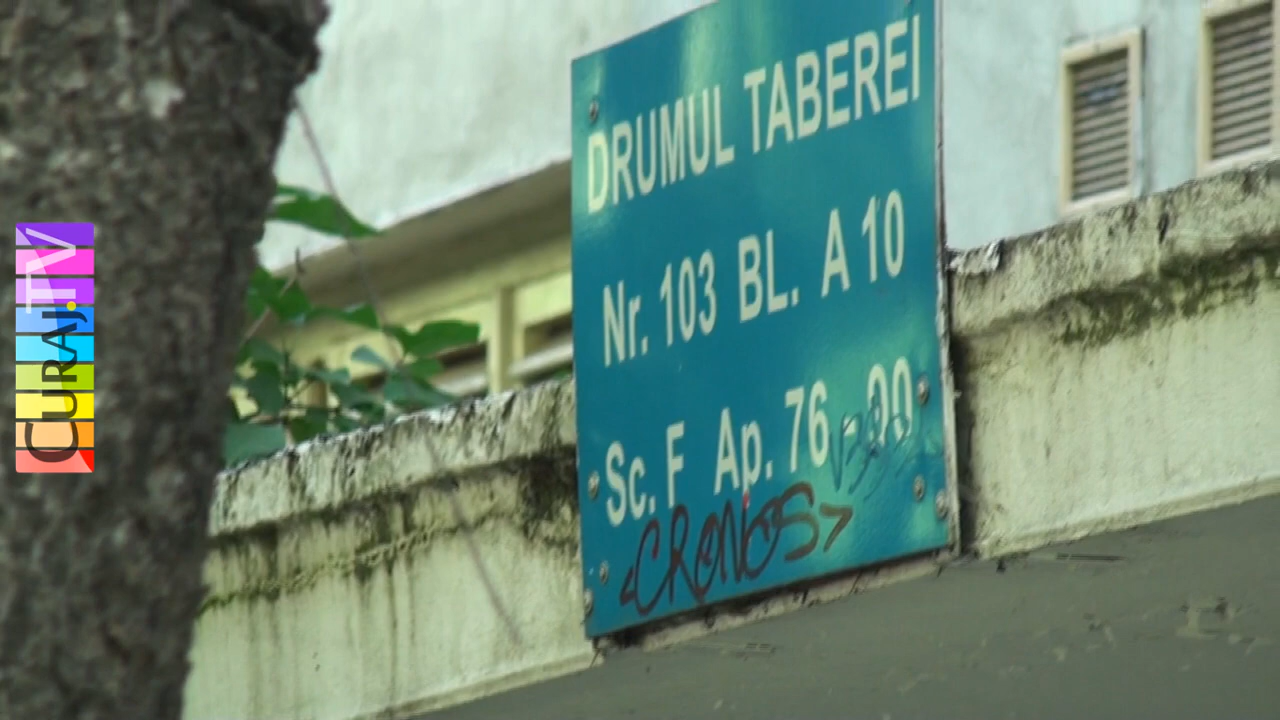 DRUMUL TABEREI
Nr. 103 BL. A 10
Sc. F Ap. 76 - 90
<CRONOS>
CURAJ.TV